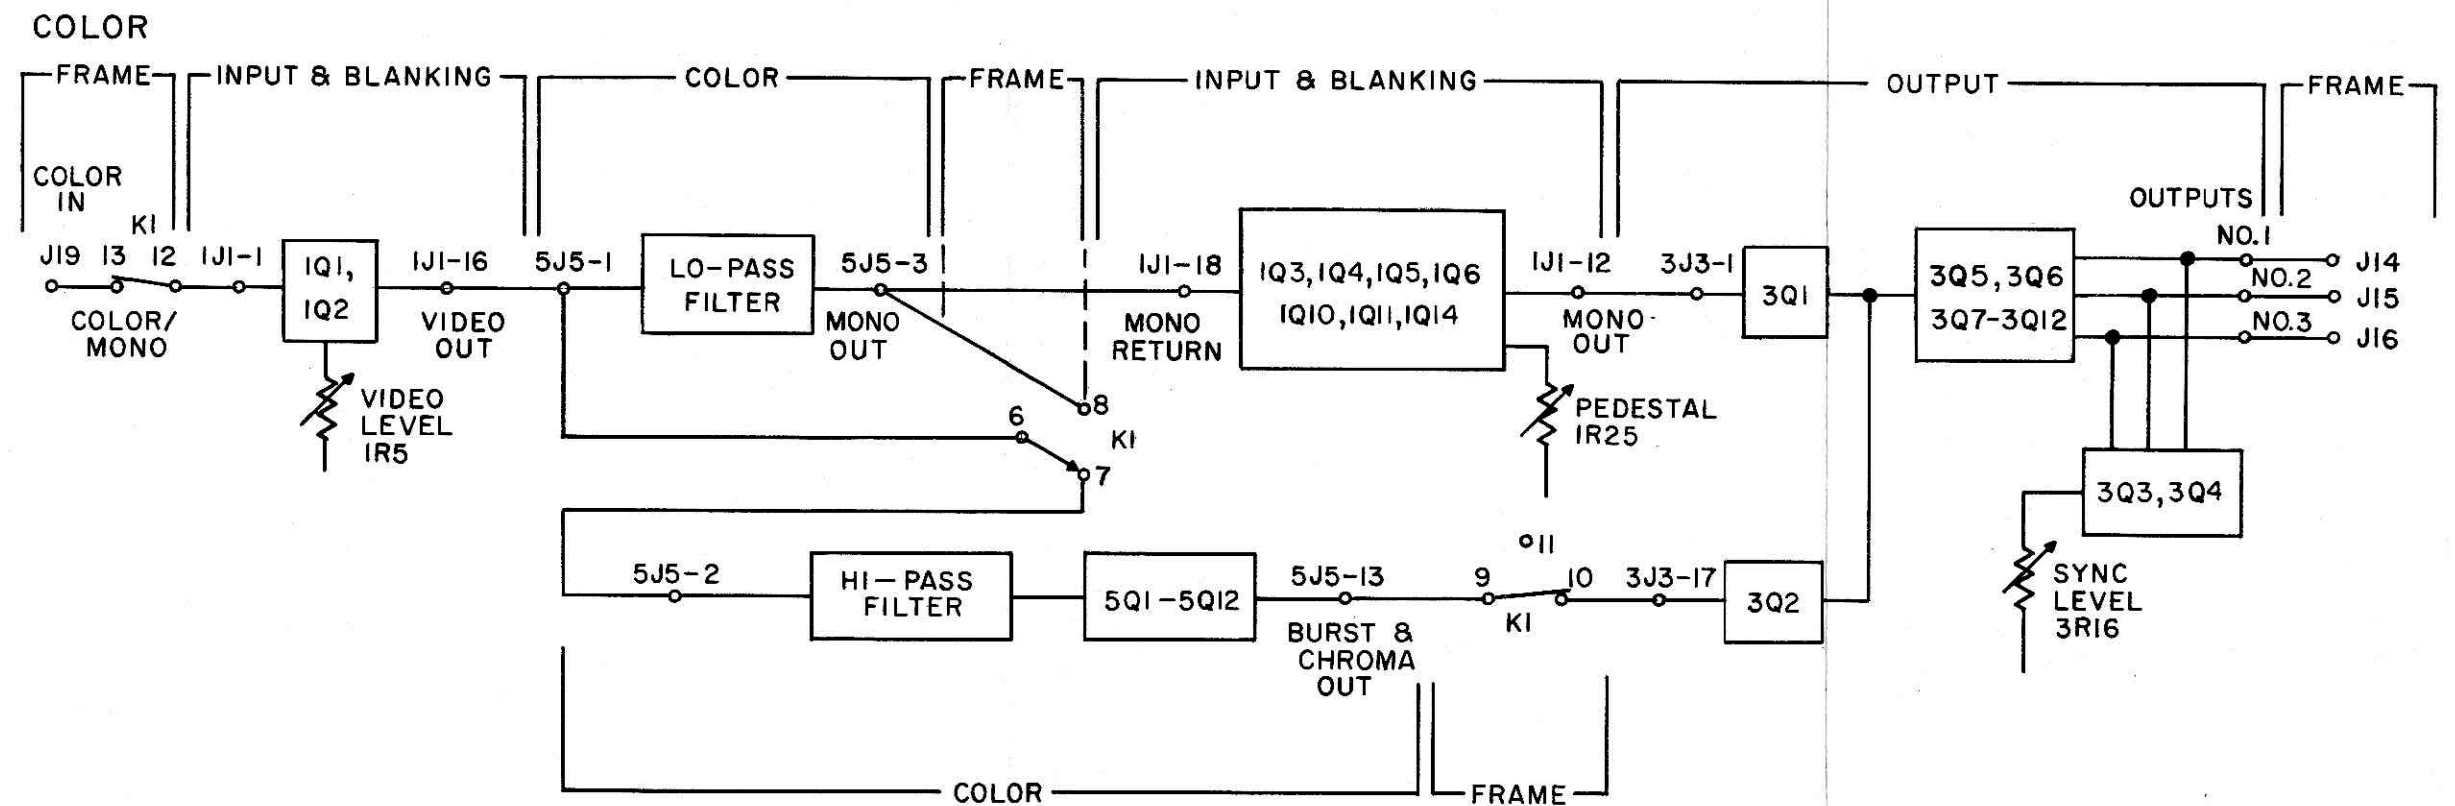 COLOR
FRAME
INPUT & BLANKING
COLOR
FRAME
INPUT & BLANKING
OUTPUT
FRAME
COLOR
IN
K1
J19
13
12
1J1-1
1Q1,
1Q2
1J1-16
5J5-1
LO-PASS
FILTER
5J5-3
1J1-18
1Q3,1Q4,1Q5,1Q6
1Q10,1Q11,1Q14
1J1-12
3J3-1
3Q1
3Q5,3Q6
3Q7-3Q12
OUTPUTS
NO.1
J14
NO.2
J15
NO.3
J16
COLOR/
MONO
VIDEO
OUT
MONO
OUT
MONO
RETURN
MONO
OUT
VIDEO
LEVEL
1R5
6
8
K1
7
PEDESTAL
1R25
3Q3,3Q4
SYNC
LEVEL
3R16
5J5-2
HI-PASS
FILTER
5Q1-5Q12
5J5-13
BURST &
CHROMA
OUT
9
11
10
K1
3J3-17
3Q2
COLOR
FRAME